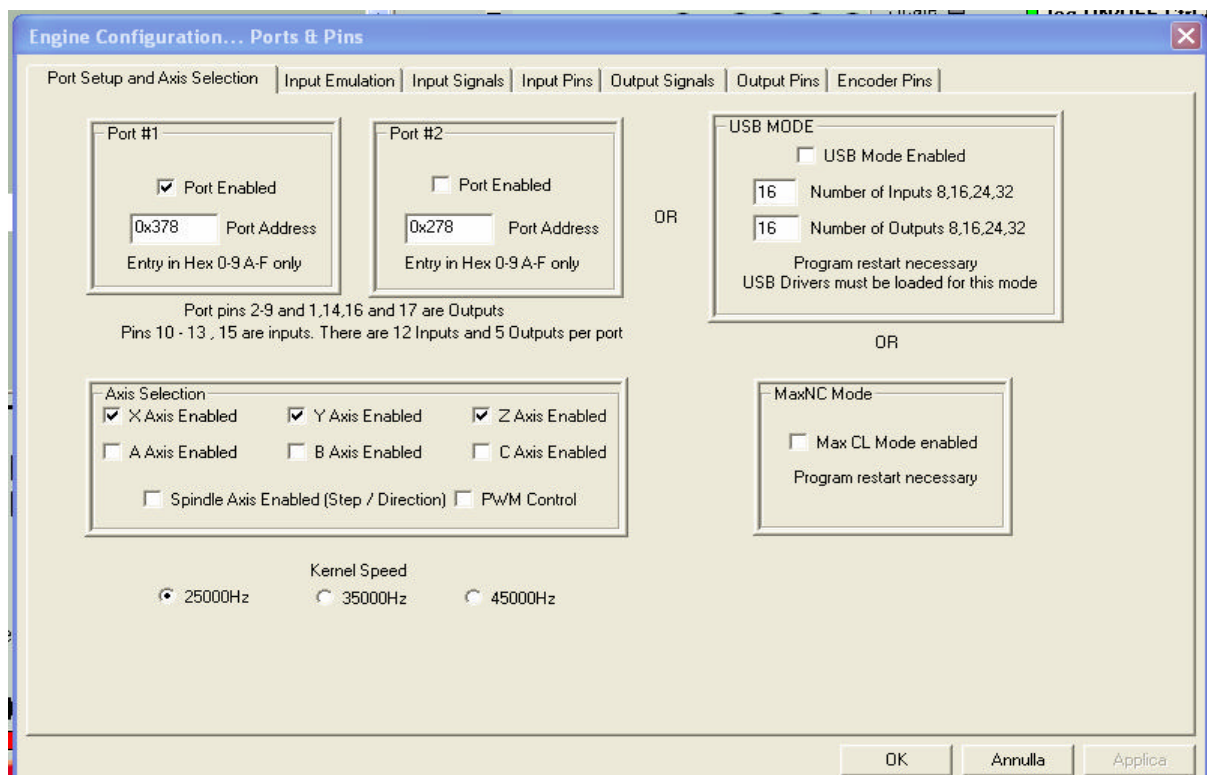 Engine Configuration... Ports & Pins
Port Setup and Axis Selection Input Emulation Input Signals Input Pins Output Signals Output Pins Encoder Pins
Port #1
Port Enabled
0x378 Port Address
Entry in Hex 0-9 A-F only
Port #2
Port Enabled
0x278 Port Address
Entry in Hex 0-9 A-F only
OR
USB MODE
USB Mode Enabled
16 Number of Inputs 8,16,24,32
16 Number of Outputs 8,16,24,32
Program restart necessary
USB Drivers must be loaded for this mode
Port pins 2-9 and 1,14,16 and 17 are Outputs
Pins 10 - 13 , 15 are inputs. There are 12 Inputs and 5 Outputs per port
OR
Axis Selection
X Axis Enabled Y Axis Enabled Z Axis Enabled
A Axis Enabled B Axis Enabled C Axis Enabled
Spindle Axis Enabled (Step / Direction) PWM Control
MaxNC Mode
Max CL Mode enabled
Program restart necessary
Kernel Speed
25000Hz 35000Hz 45000Hz
OK Annulla Applica